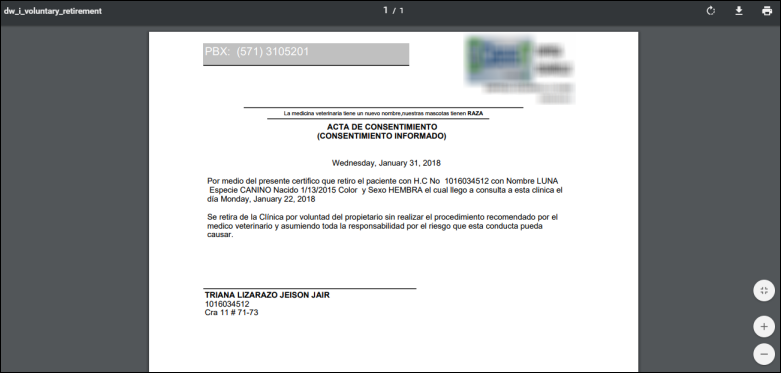 dw_i_voluntary_retirement
1 / 1
PBX: (571) 3105201
La medicina veterinaria tiene un nuevo nombre,nuestras mascotas tienen RAZA
ACTA DE CONSENTIMIENTO
(CONSENTIMIENTO INFORMADO)
Wednesday, January 31, 2018
Por medio del presente certifico que retiro el paciente con H.C No 1016034512 con Nombre LUNA
Especie CANINO Nacido 1/13/2015 Color y Sexo HEMBRA el cual llego a consulta a esta clinica el
día Monday, January 22, 2018
Se retira de la Clínica por voluntad del propietario sin realizar el procedimiento recomendado por el
medico veterinario y asumiendo toda la responsabilidad por el riesgo que esta conducta pueda
causar.
TRIANA LIZARAZO JEISON JAIR
1016034512
Cra 11 # 71-73